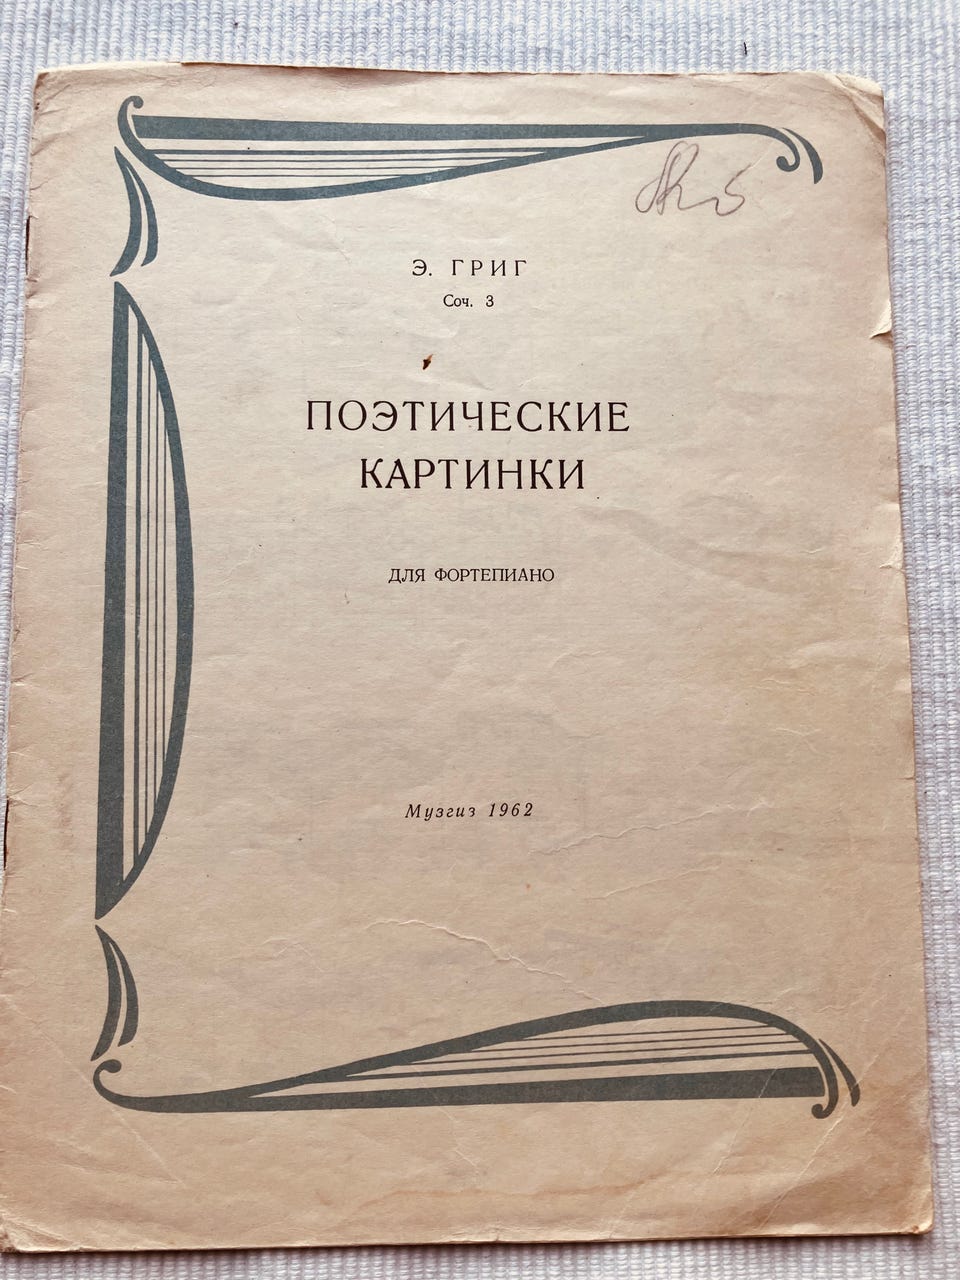 Э. ГРИГ
Соч. 3
ПОЭТИЧЕСКИЕ
КАРТИНКИ
ДЛЯ ФОРТЕПИАНО
Музгиз 1962